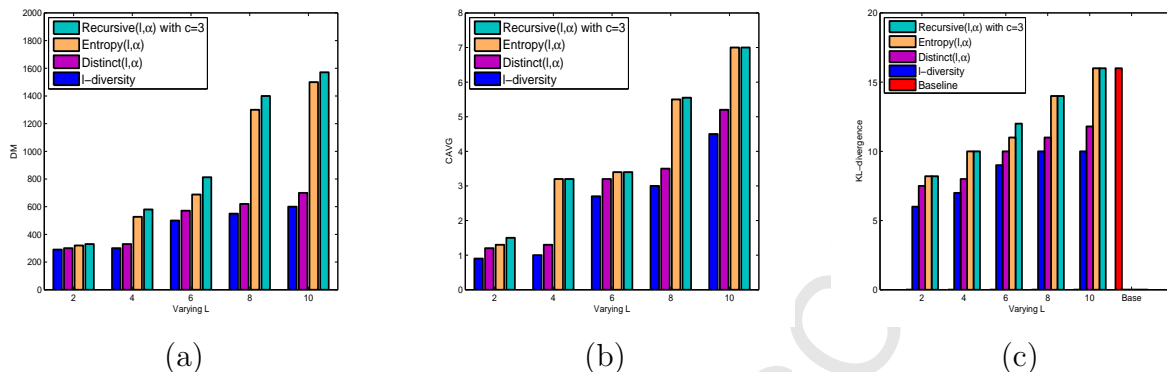 2000
1800
1600
1400
1200
1000
800
600
400
200
0
DM
Recursive(l,α) with c=3
Entropy(l,α)
Distinct(l,α)
l−diversity
2 4 6 8 10
Varying L
(a)
8
7
6
5
4
3
2
1
0
CAVG
Recursive(l,α) with c=3
Entropy(l,α)
Distinct(l,α)
l−diversity
2 4 6 8 10
Varying L
(b)
20
15
10
5
0
KL−divergence
Recursive(l,α) with c=3
Entropy(l,α)
Distinct(l,α)
l−diversity
Baseline
2 4 6 8 10 Base
Varying L
(c)